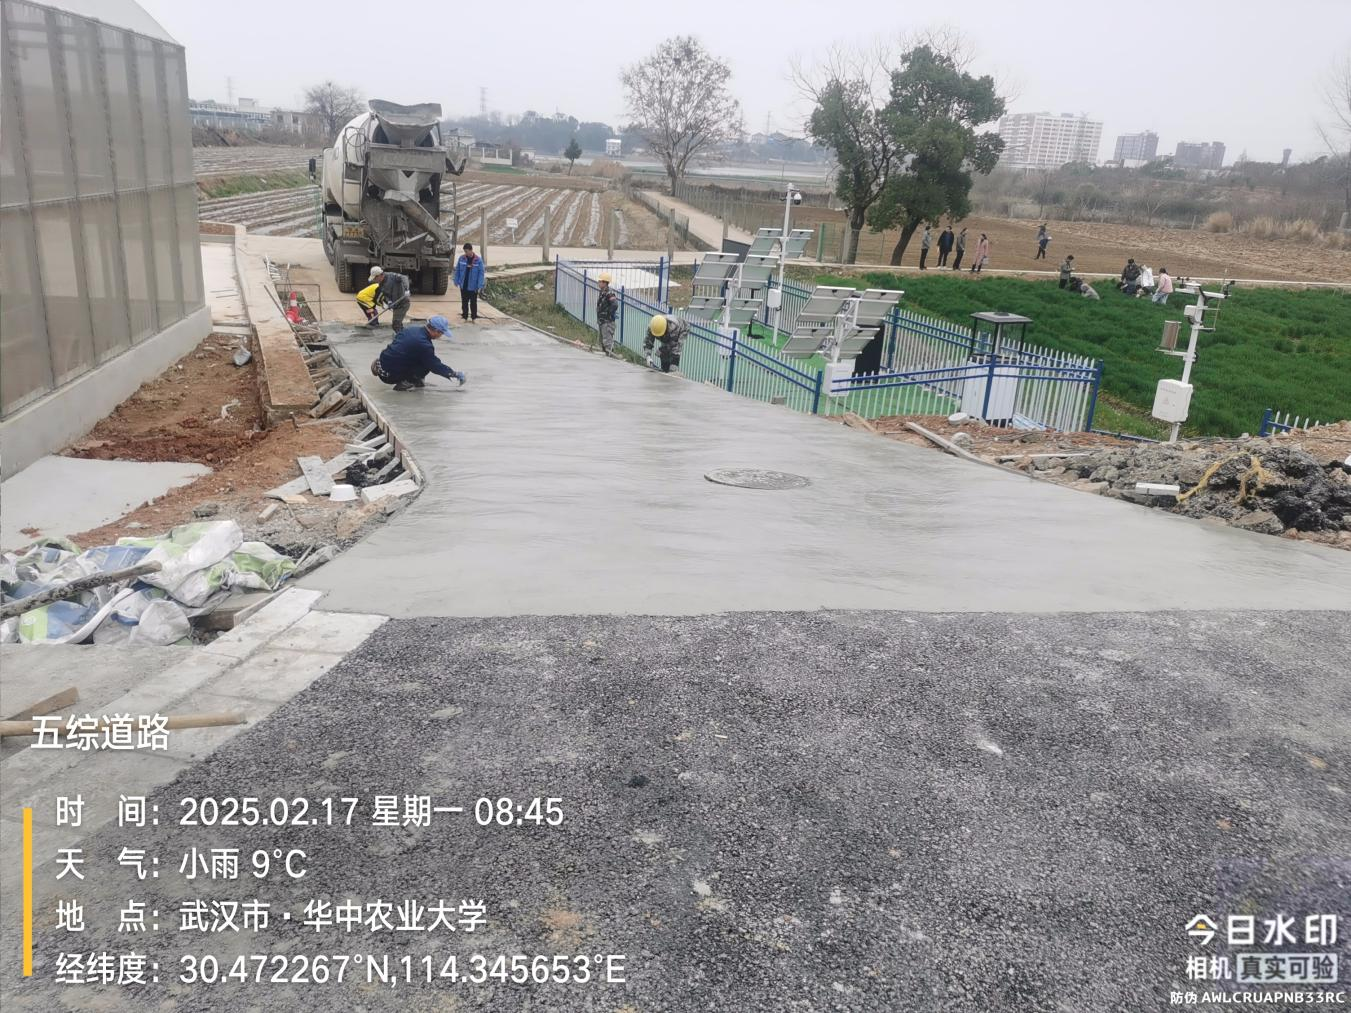 五综道路
时 间：2025.02.17 星期一 08:45
天 气：小雨 9°C
地 点：武汉市·华中农业大学
经纬度：30.472267°N,114.345653°E
今日水印
相机 真实可验
防伪 AWLCRUAPNB33RC